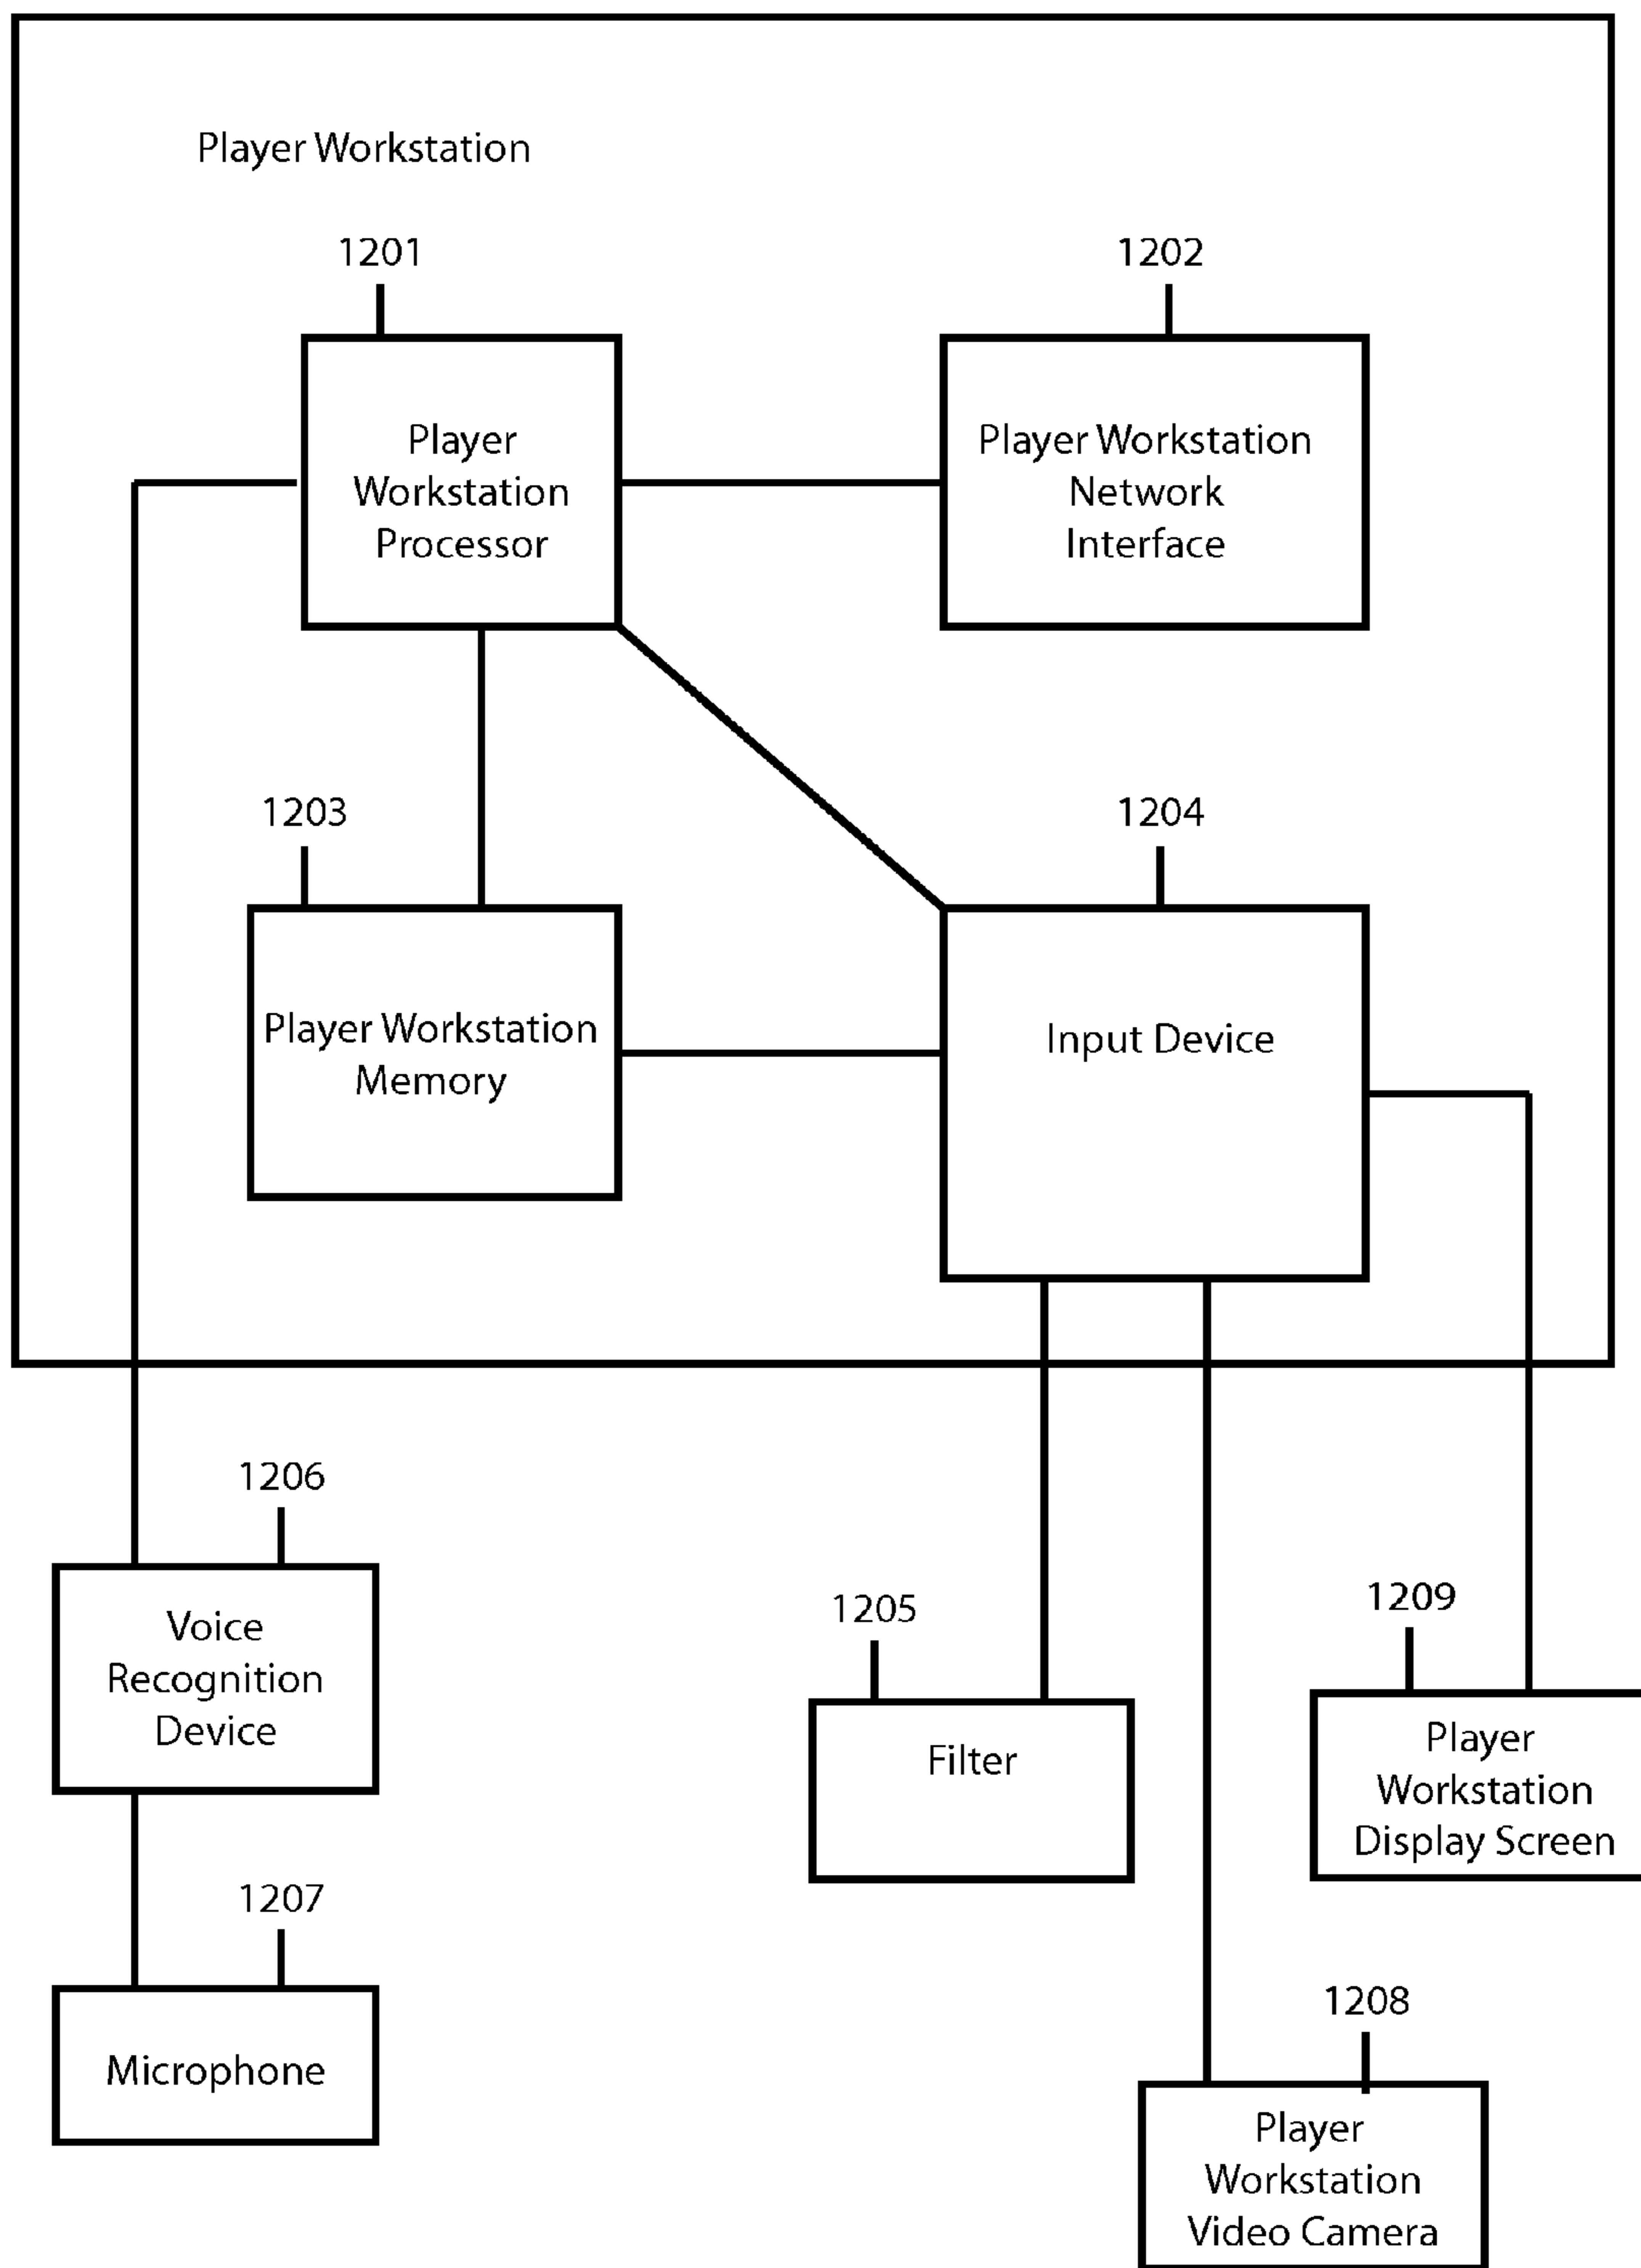 Player Workstation
1201
1202
Player
Workstation
Processor
Player Workstation
Network
Interface
1203
1204
Player Workstation
Memory
Input Device
1206
Voice
Recognition
Device
1205
Filter
1209
Player
Workstation
Display Screen
1207
Microphone
1208
Player
Workstation
Video Camera